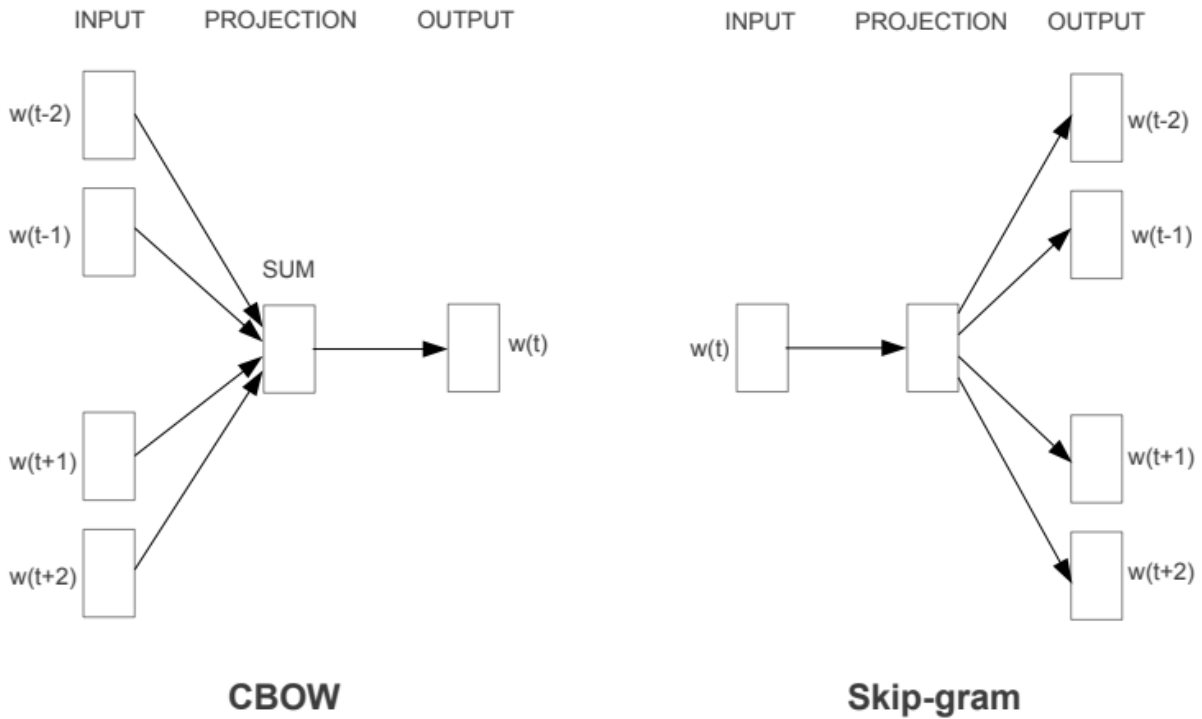 INPUT PROJECTION OUTPUT
w(t-2)
w(t-1)
SUM
w(t)
w(t+1)
w(t+2)
CBOW
INPUT PROJECTION OUTPUT
w(t-2)
w(t-1)
w(t)
w(t+1)
w(t+2)
Skip-gram